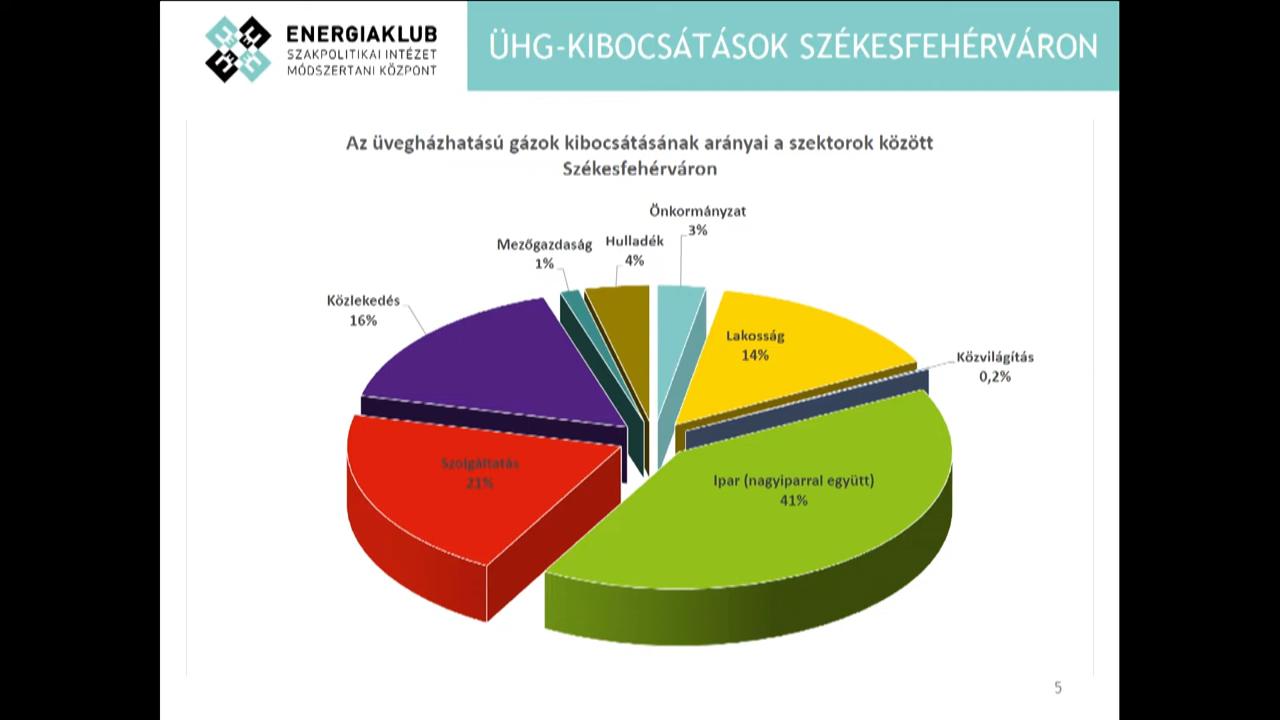 ENERGIAKLUB
SZAKPOLITIKAI INTÉZET
MÓDSZERTANI KÖZPONT
ÜHG-KIBOCSÁTÁSOK SZÉKESFEHÉRVÁRON
Az üvegházhatású gázok kibocsátásának arányai a szektorok között
Székesfehérváron
Önkormányzat
3%
Hulladék
4%
Mezőgazdaság
1%
Közlekedés
16%
Lakosság
14%
Közvilágítás
0,2%
Szolgáltatás
21%
Ipar (nagyiparral együtt)
41%
5